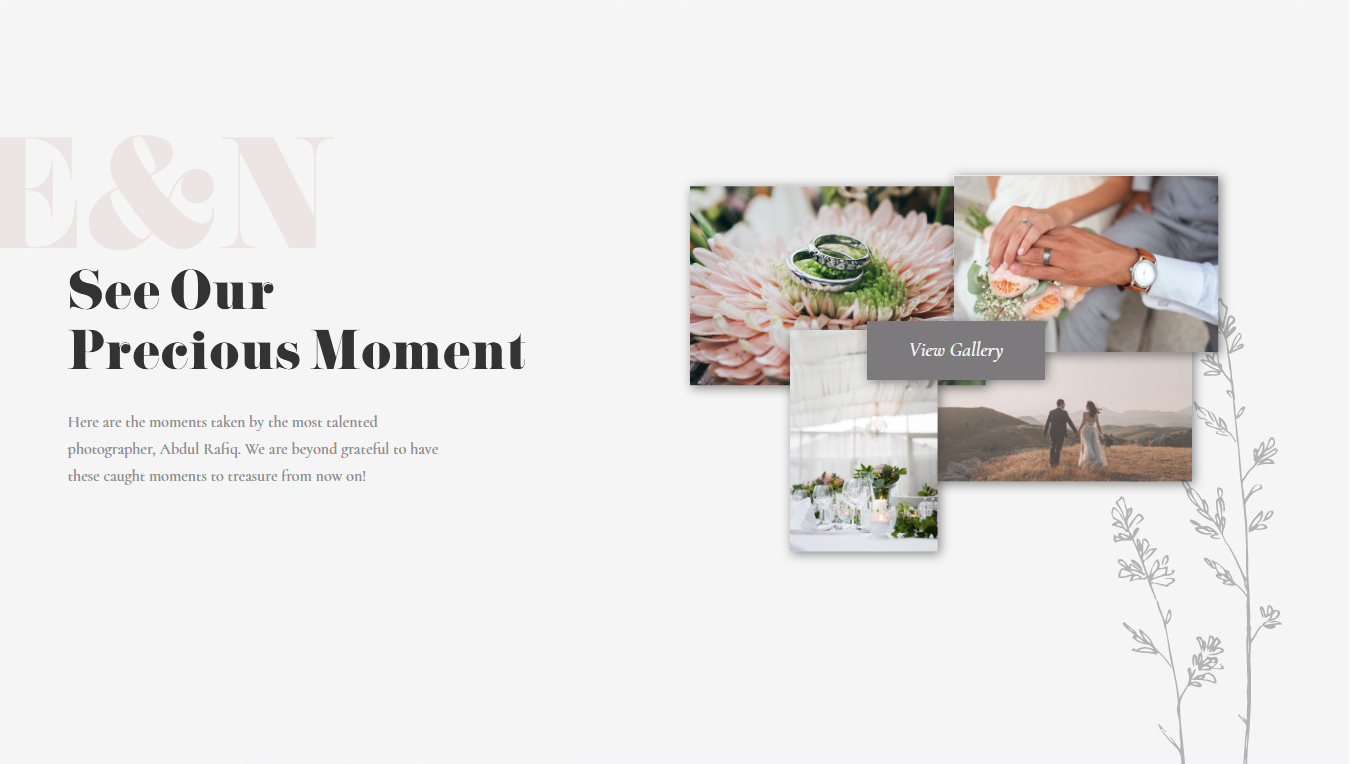 E&N
See Our
Precious Moment
Here are the moments taken by the most talented
photographer, Abdul Rafiq. We are beyond grateful to have
these caught moments to treasure from now on!
View Gallery